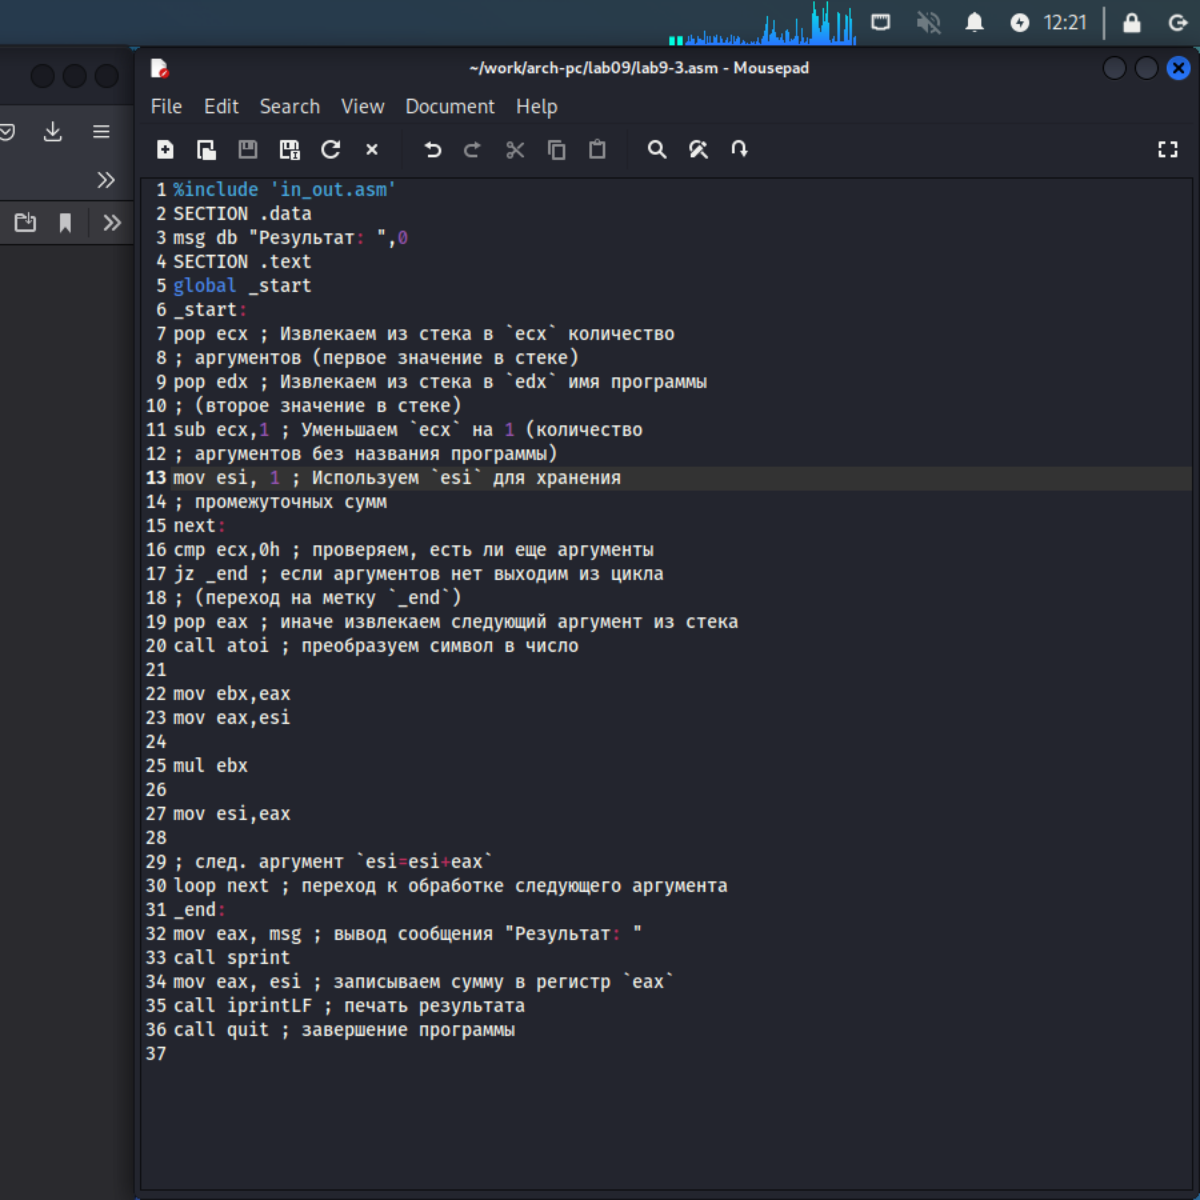 12:21
~/work/arch-pc/lab09/lab9-3.asm - Mousepad
File Edit Search View Document Help
1 %include 'in_out.asm'
2 SECTION .data
3 msg db "Результат: ",0
4 SECTION .text
5 global _start
6 _start:
7 pop ecx ; Извлекаем из стека в `ecx` количество
8 ; аргументов (первое значение в стеке)
9 pop edx ; Извлекаем из стека в `edx` имя программы
10 ; (второе значение в стеке)
11 sub ecx,1 ; Уменьшаем `ecx` на 1 (количество
12 ; аргументов без названия программы)
13 mov esi, 1 ; Используем `esi` для хранения
14 ; промежуточных сумм
15 next:
16 cmp ecx,0h ; проверяем, есть ли еще аргументы
17 jz _end ; если аргументов нет выходим из цикла
18 ; (переход на метку `_end`)
19 pop eax ; иначе извлекаем следующий аргумент из стека
20 call atoi ; преобразуем символ в число
21
22 mov ebx,eax
23 mov eax,esi
24
25 mul ebx
26
27 mov esi,eax
28
29 ; след. аргумент `esi=esi+eax`
30 loop next ; переход к обработке следующего аргумента
31 _end:
32 mov eax, msg ; вывод сообщения "Результат: "
33 call sprint
34 mov eax, esi ; записываем сумму в регистр `eax`
35 call iprintLF ; печать результата
36 call quit ; завершение программы
37